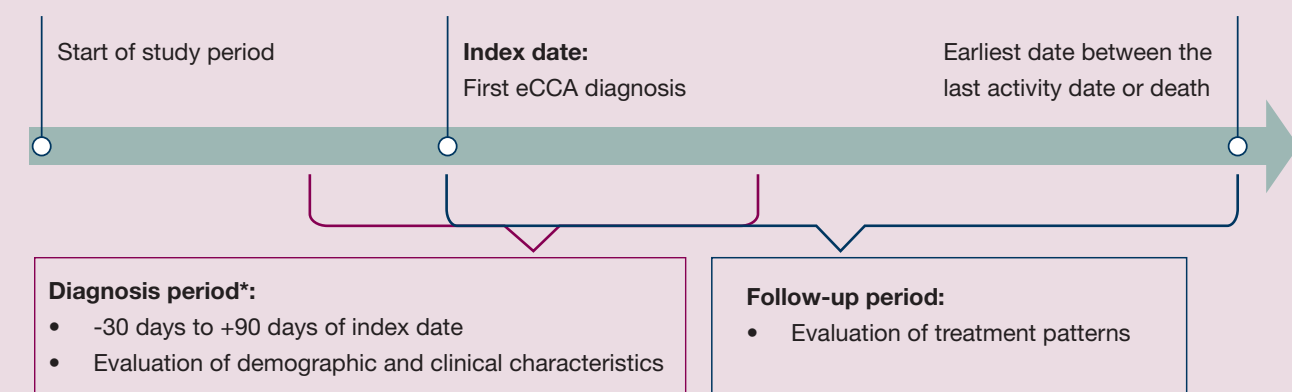 Start of study period
Index date:
First eCCA diagnosis
Earliest date between the
last activity date or death
Diagnosis period*:
• -30 days to +90 days of index date
• Evaluation of demographic and clinical characteristics
Follow-up period:
• Evaluation of treatment patterns